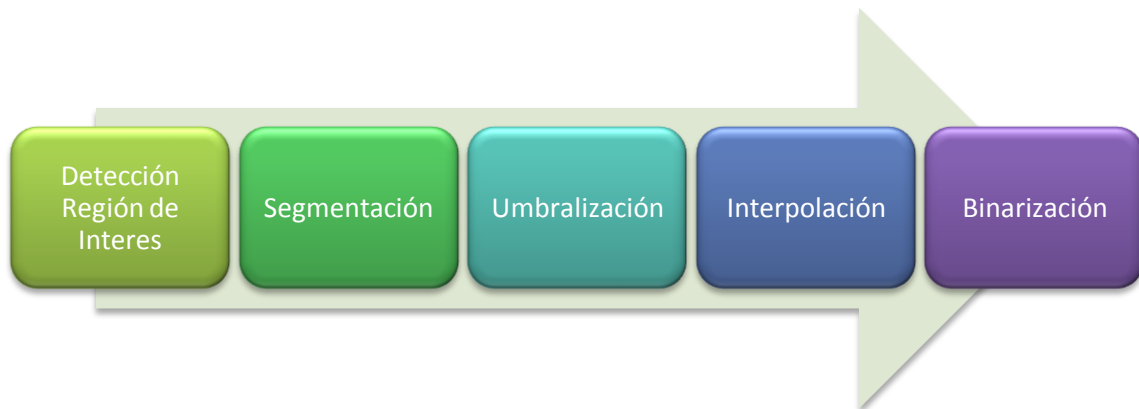 Detección
Región de
Interes
Segmentación
Umbralización
Interpolación
Binarización